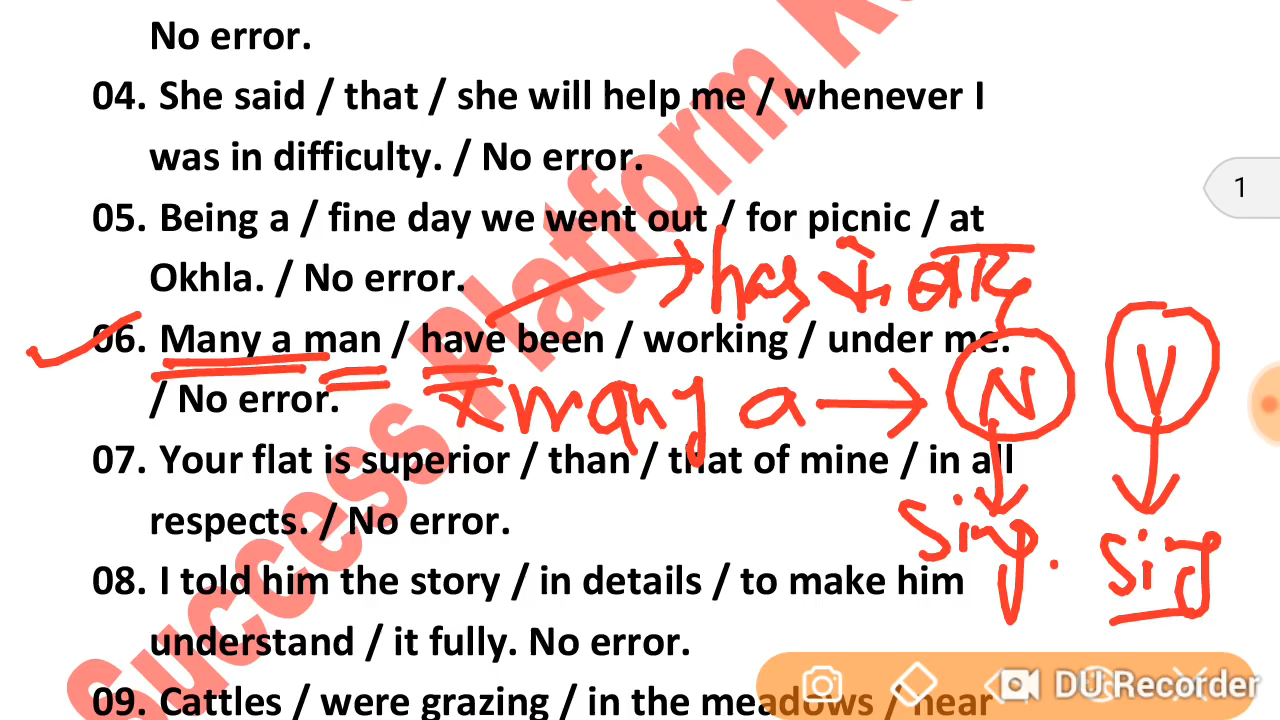 No error.
04. She said / that / she will help me / whenever I
was in difficulty. / No error.
05. Being a / fine day we went out / for picnic / at
Okhla. / No error.
has
06. Many a man / have been / working / under me.
/ No error.
x many a → N V
07. Your flat is superior / than / that of mine / in all
respects. / No error.
Sing. Sing
08. I told him the story / in details / to make him
understand / it fully. No error.
09. Cattles / were grazing / in the meadows / near
Success Platform
1
DU Recorder